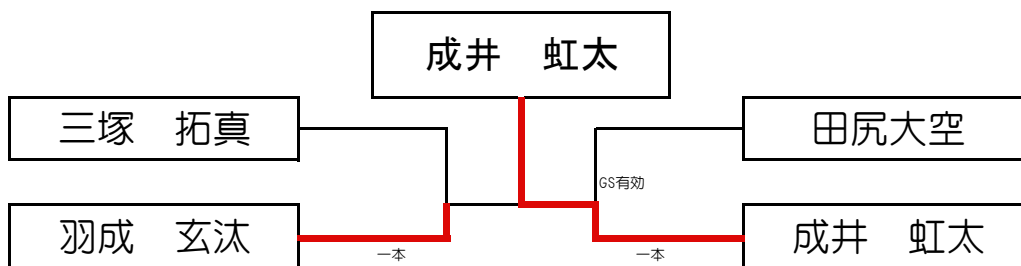 成井　虹太
三塚　拓真
田尻大空
GS有効
羽成　玄汰
成井　虹太
一本
一本